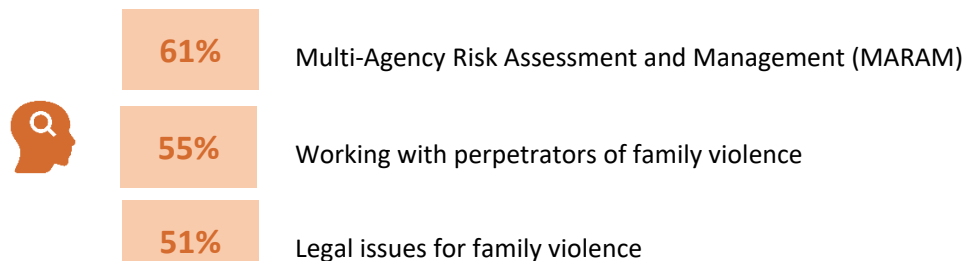 61% Multi-Agency Risk Assessment and Management (MARAM)
55% Working with perpetrators of family violence
51% Legal issues for family violence